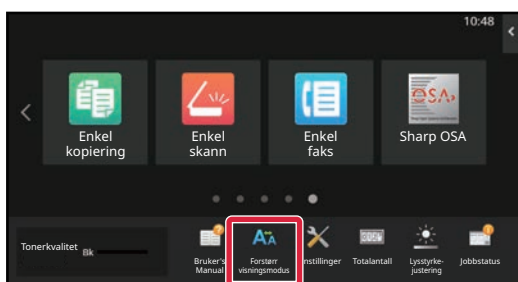 10:48
Enkel
kopiering
Enkel
skann
Enkel
faks
OSA
Sharp OSA
Tonerkvalitet
Bk
Bruker's
Manual
Forstørr
visningsmodus
nstillinger
Totalantall
Lysstyrke-
justering
Jobbstatus